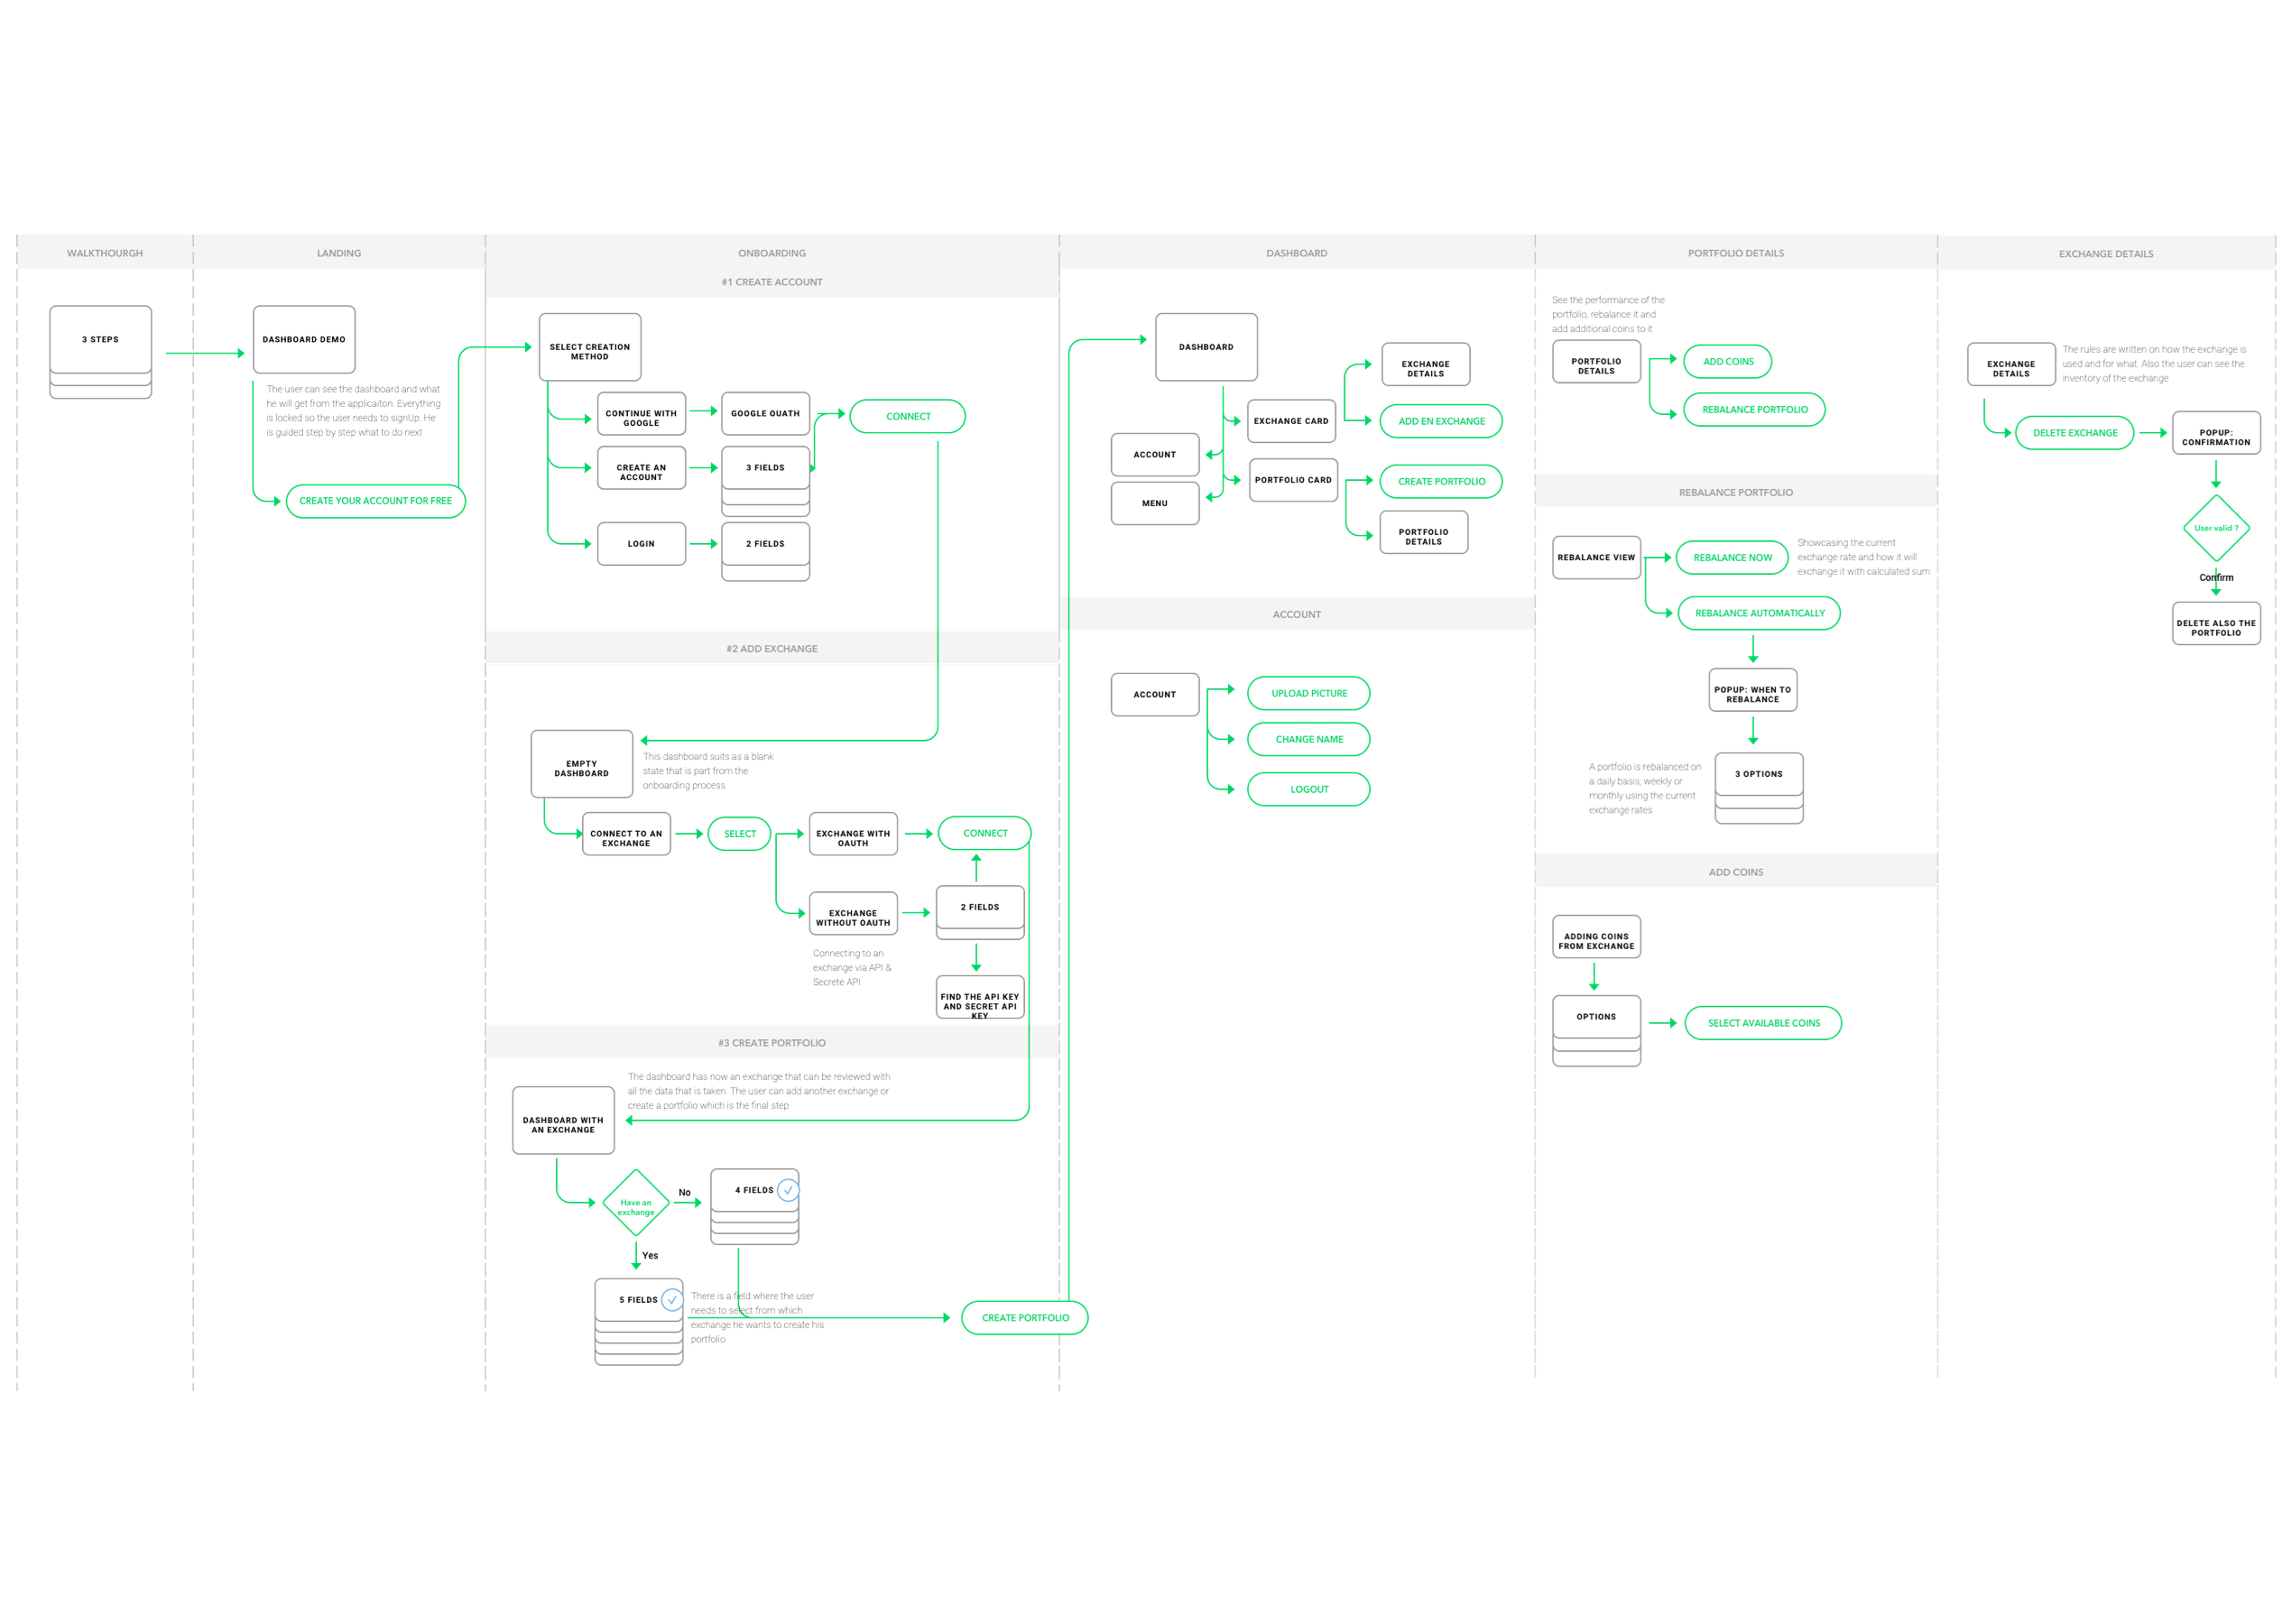 WALKTHOURGH
3 STEPS
LANDING
DASHBOARD DEMO
The user can see the dashboard and what
he will get from the applicaiton. Everything
is locked so the user needs to signUp. He
is guided step by step what to do next
CREATE YOUR ACCOUNT FOR FREE
ONBOARDING
#1 CREATE ACCOUNT
SELECT CREATION
METHOD
CONTINUE WITH
GOOGLE
GOOGLE OUATH
CONNECT
CREATE AN
ACCOUNT
3 FIELDS
LOGIN
2 FIELDS
#2 ADD EXCHANGE
EMPTY
DASHBOARD
This dashboard suits as a blank
state that is part from the
onboarding process
CONNECT TO AN
EXCHANGE
SELECT
EXCHANGE WITH
OAUTH
CONNECT
EXCHANGE
WITHOUT OAUTH
2 FIELDS
Connecting to an
exchange via API &
Secrete API
FIND THE API KEY
AND SECRET API
KEY
#3 CREATE PORTFOLIO
The dashboard has now an exchange that can be reviewed with
all the data that is taken. The user can add another exchange or
create a portfolio which is the final step
DASHBOARD WITH
AN EXCHANGE
Have an
exchange
No
4 FIELDS
Yes
5 FIELDS
There is a field where the user
needs to select from which
exchange he wants to create his
portfolio
CREATE PORTFOLIO
DASHBOARD
DASHBOARD
EXCHANGE
DETAILS
EXCHANGE CARD
ADD EN EXCHANGE
ACCOUNT
PORTFOLIO CARD
CREATE PORTFOLIO
MENU
PORTFOLIO
DETAILS
ACCOUNT
ACCOUNT
UPLOAD PICTURE
CHANGE NAME
LOGOUT
PORTFOLIO DETAILS
See the performance of the
portfolio, rebalance it and
add additional coins to it
PORTFOLIO
DETAILS
ADD COINS
REBALANCE PORTFOLIO
REBALANCE PORTFOLIO
REBALANCE VIEW
REBALANCE NOW
Showcasing the current
exchange rate and how it will
exchange it with calculated sum
REBALANCE AUTOMATICALLY
POPUP: WHEN TO
REBALANCE
A portfolio is rebalanced on
a daily basis, weekly or
monthly using the current
exchange rates
3 OPTIONS
ADD COINS
ADDING COINS
FROM EXCHANGE
OPTIONS
SELECT AVAILABLE COINS
EXCHANGE DETAILS
EXCHANGE
DETAILS
The rules are written on how the exchange is
used and for what. Also the user can see the
inventory of the exchange
DELETE EXCHANGE
POPUP:
CONFIRMATION
User valid ?
Confirm
DELETE ALSO THE
PORTFOLIO